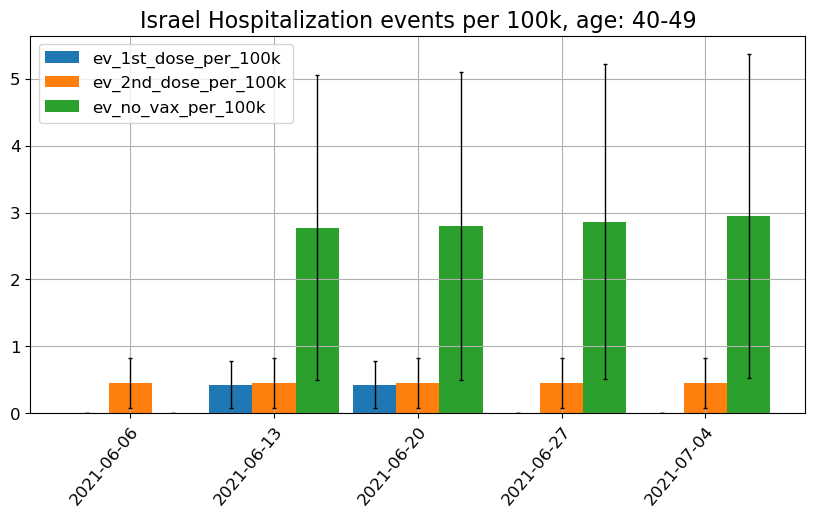 Israel Hospitalization events per 100k, age: 40-49
ev_1st_dose_per_100k
ev_2nd_dose_per_100k
ev_no_vax_per_100k
5
4
3
2
1
0
2021-06-06
2021-06-13
2021-06-20
2021-06-27
2021-07-04